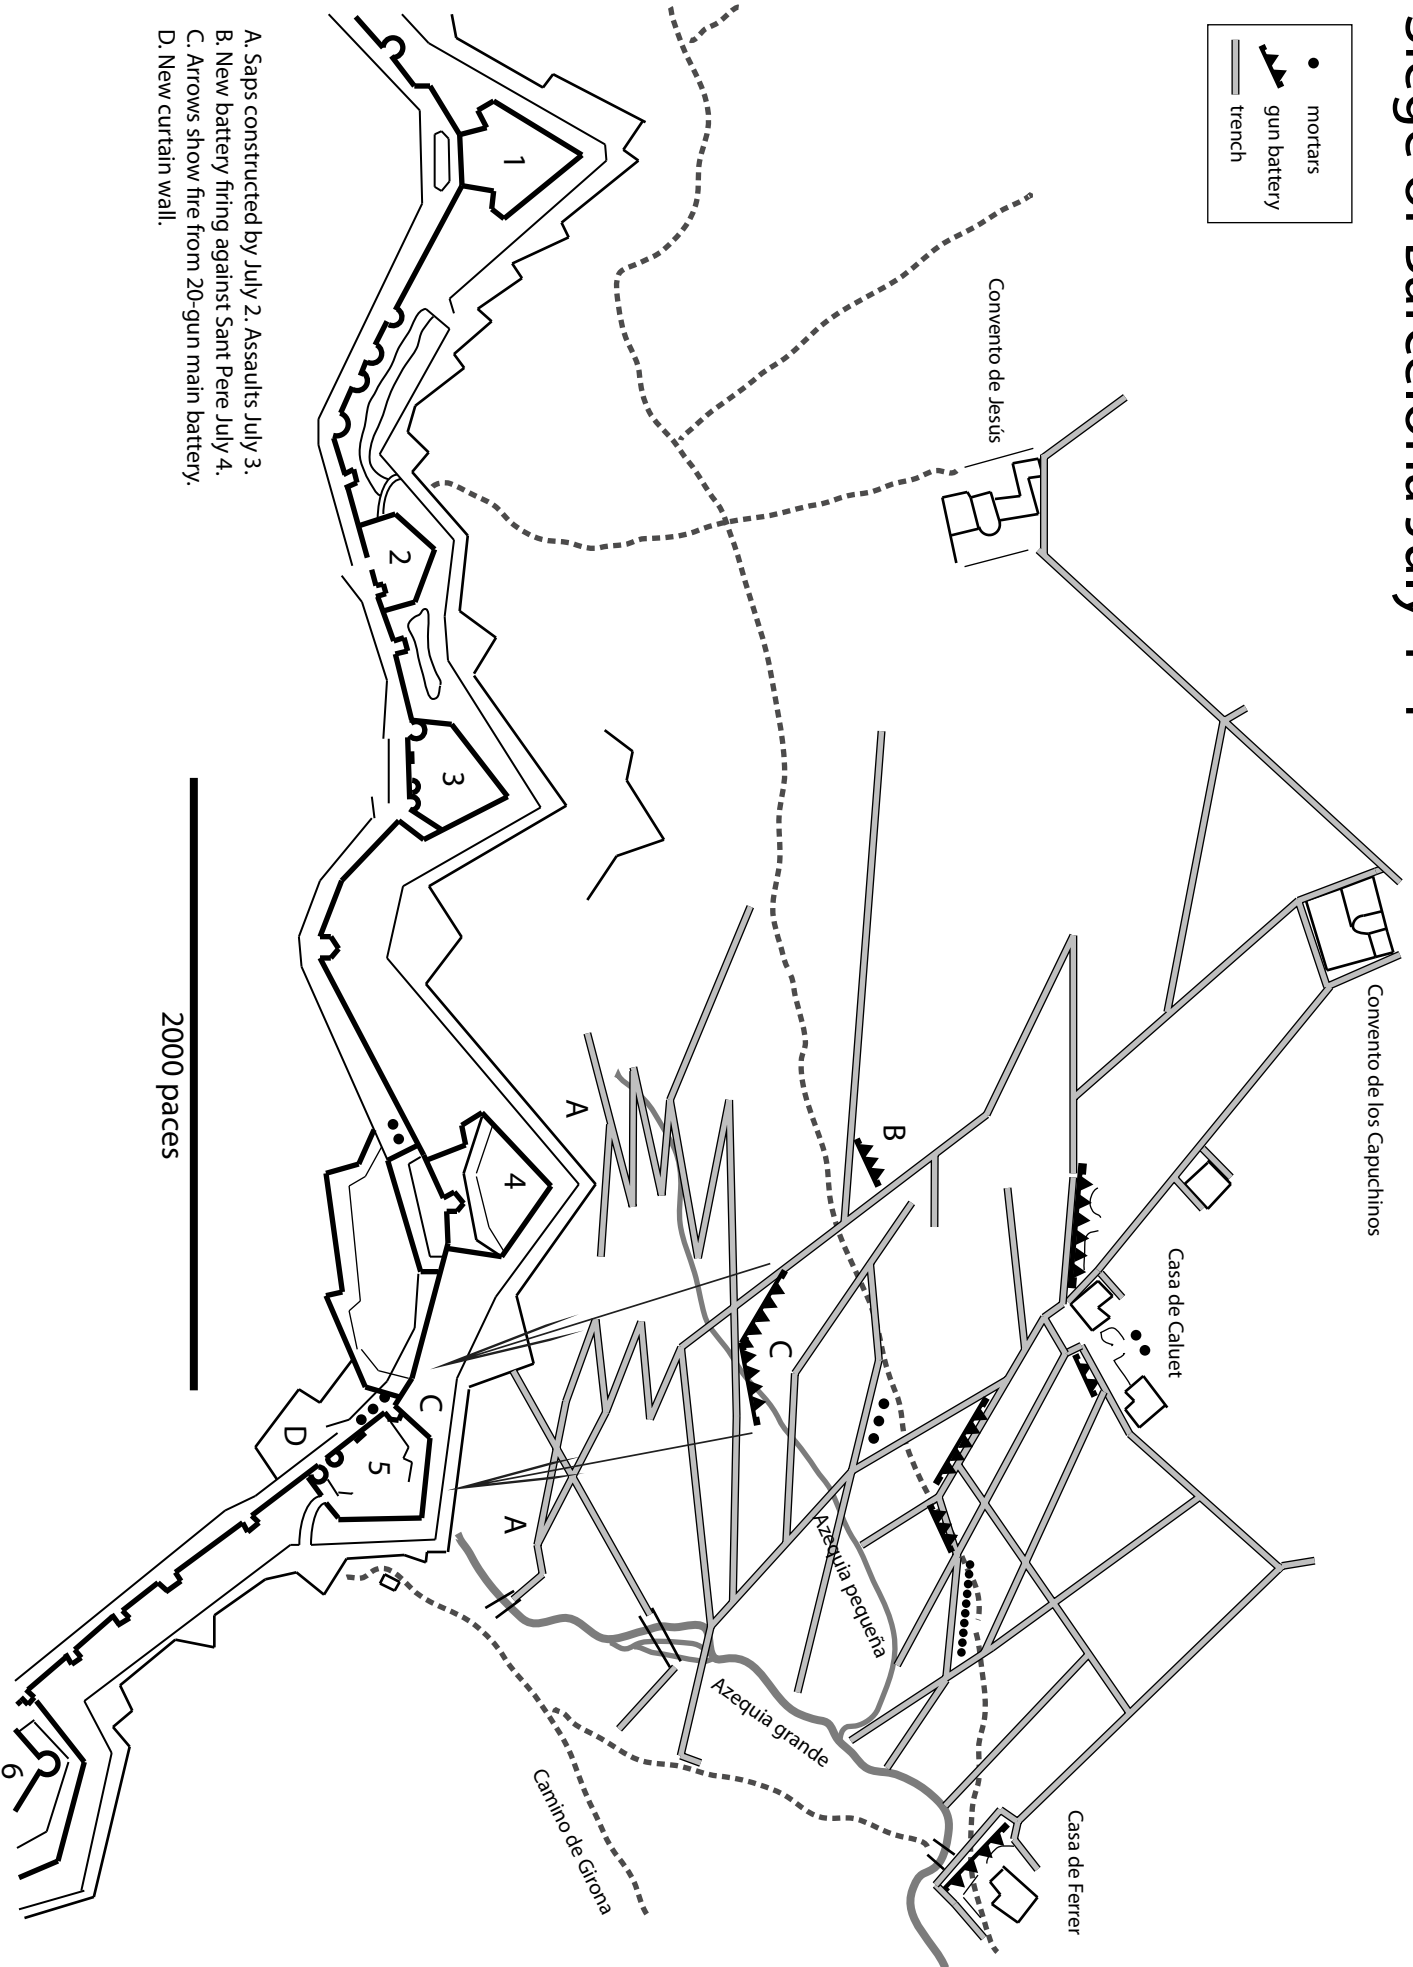 Siege of Barcelona July 1-4
mortars
gun battery
trench
Convento de Jesús
Convento de los Capuchinos
Casa de Caluet
Casa de Ferrer
1
2
3
4
5
6
A
B
C
C
A
D
Azequia pequeña
Azequia grande
Camino de Girona
A. Saps constructed by July 2. Assaults July 3.
B. New battery firing against Sant Pere July 4.
C. Arrows show fire from 20-gun main battery.
D. New curtain wall.
2000 paces